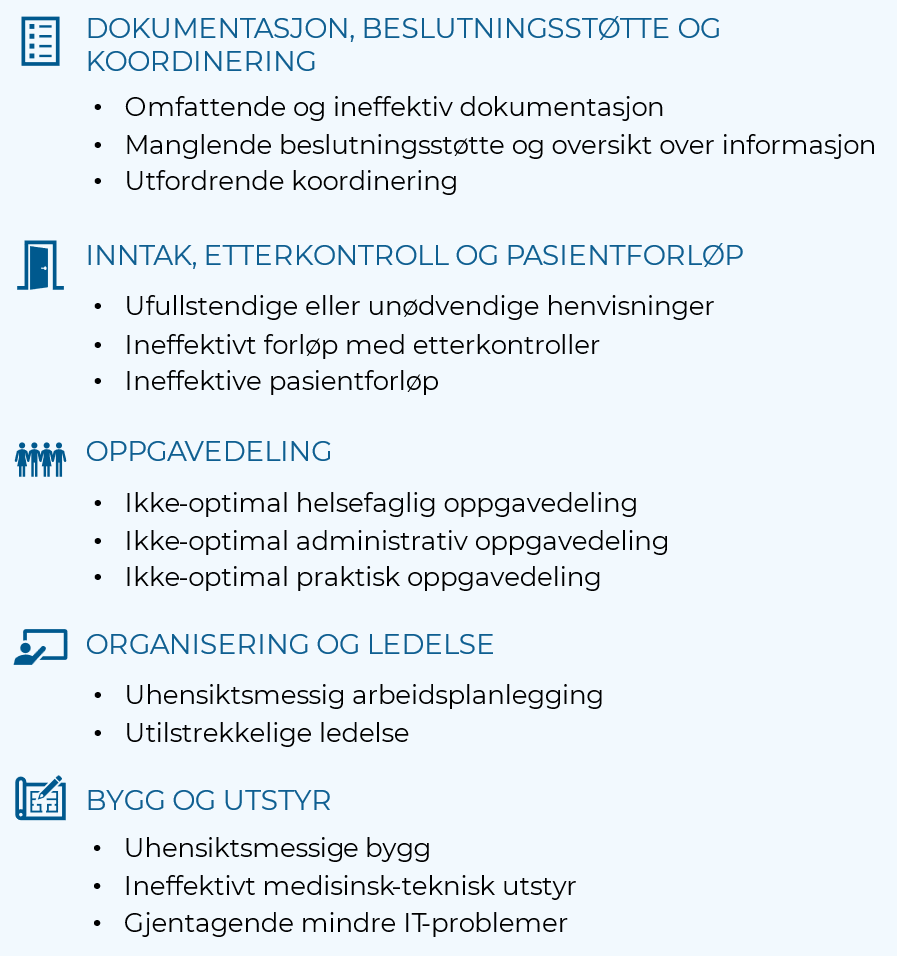 DOKUMENTASJON, BESLUTNINGSSTØTTE OG
KOORDINERING
• Omfattende og ineffektiv dokumentasjon
• Manglende beslutningsstøtte og oversikt over informasjon
• Utfordrende koordinering
INNTAK, ETTERKONTROLL OG PASIENTFORLØP
• Ufullstendige eller unødvendige henvisninger
• Ineffektivt forløp med etterkontroller
• Ineffektive pasientforløp
OPPGAVEDELING
• Ikke-optimal helsefaglig oppgavedeling
• Ikke-optimal administrativ oppgavedeling
• Ikke-optimal praktisk oppgavedeling
ORGANISERING OG LEDELSE
• Uhensiktsmessig arbeidsplanlegging
• Utilstrekkelige ledelse
BYGG OG UTSTYR
• Uhensiktsmessige bygg
• Ineffektivt medisinsk-teknisk utstyr
• Gjentagende mindre IT-problemer